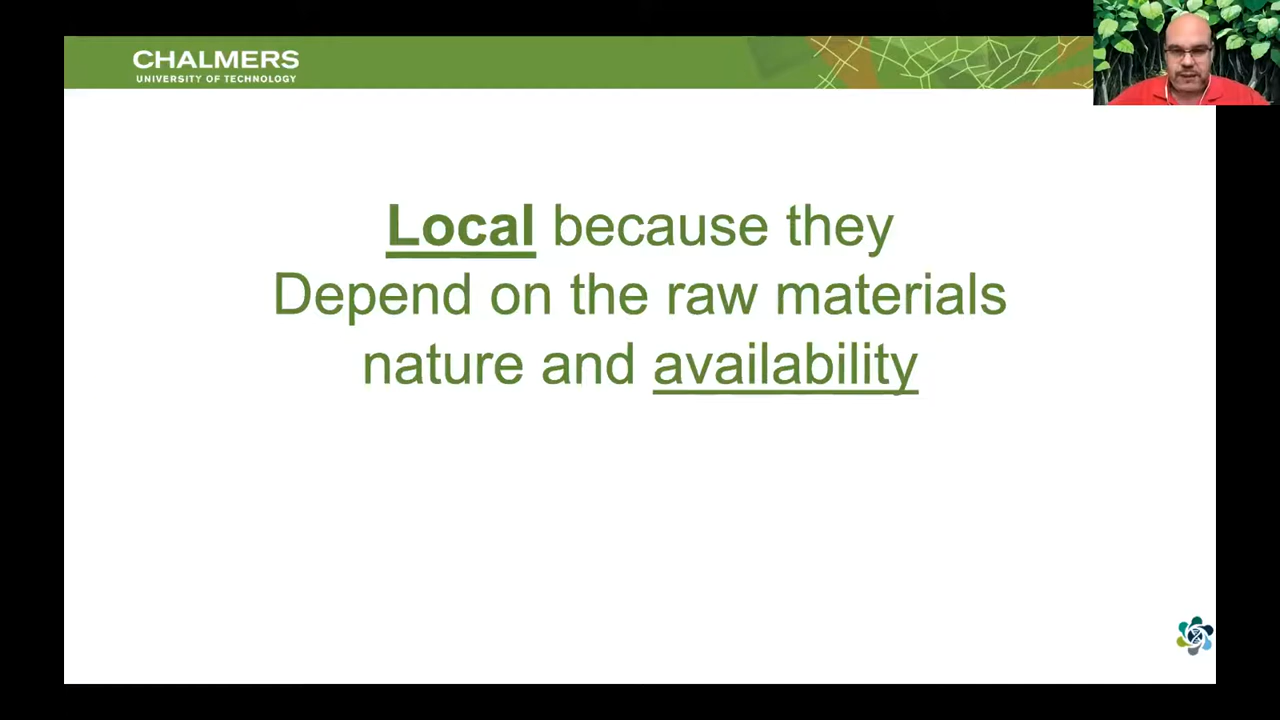 CHALMERS
UNIVERSITY OF TECHNOLOGY
Local because they
Depend on the raw materials
nature and availability